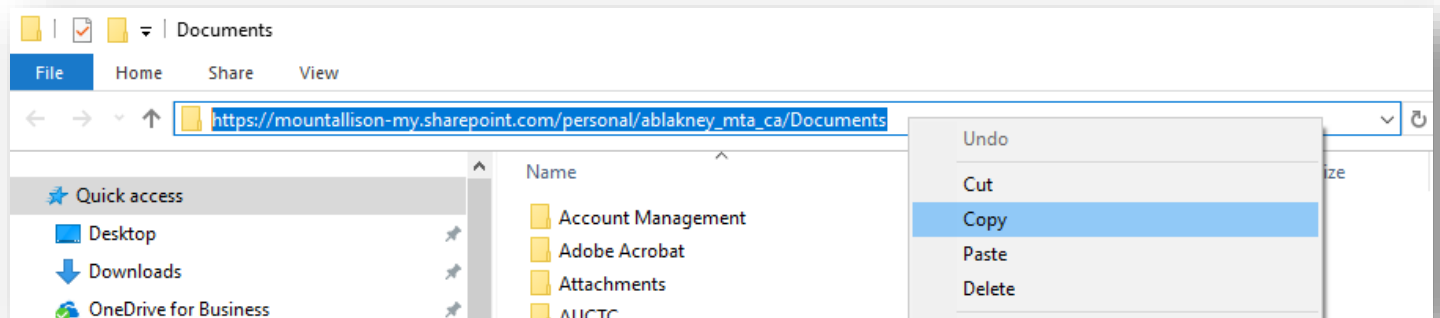 Documents
File Home Share View
https://mountallison-my.sharepoint.com/personal/ablakney_mta_ca/Documents
Undo
Cut
Copy
Paste
Delete
Name
ize
Quick access
Desktop
Downloads
OneDrive for Business
Account Management
Adobe Acrobat
Attachments